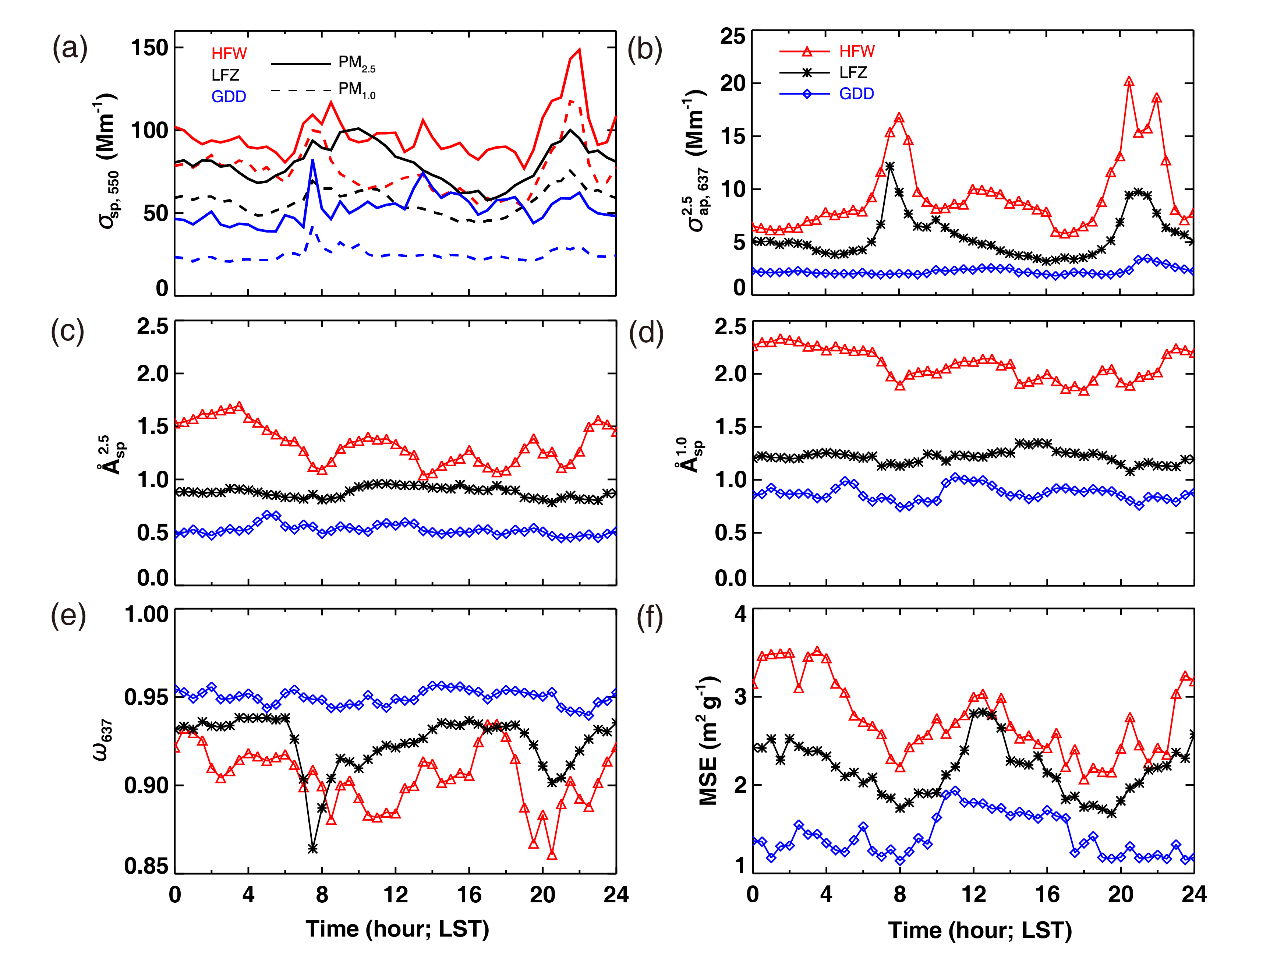 (a)
150
100
50
0
σsp, 550 (Mm-1)
HFW
LFZ
GDD
PM2.5
PM1.0
(b)
25
20
15
10
5
0
σ2.5ap, 637 (Mm-1)
HFW
LFZ
GDD
(c)
2.5
2.0
1.5
1.0
0.5
0.0
Åsp2.5
(d)
2.5
2.0
1.5
1.0
0.5
0.0
Åsp1.0
(e)
1.00
0.95
0.90
0.85
ω637
0 4 8 12 16 20 24
Time (hour; LST)
(f)
4
3
2
1
MSE (m2 g-1)
0 4 8 12 16 20 24
Time (hour; LST)